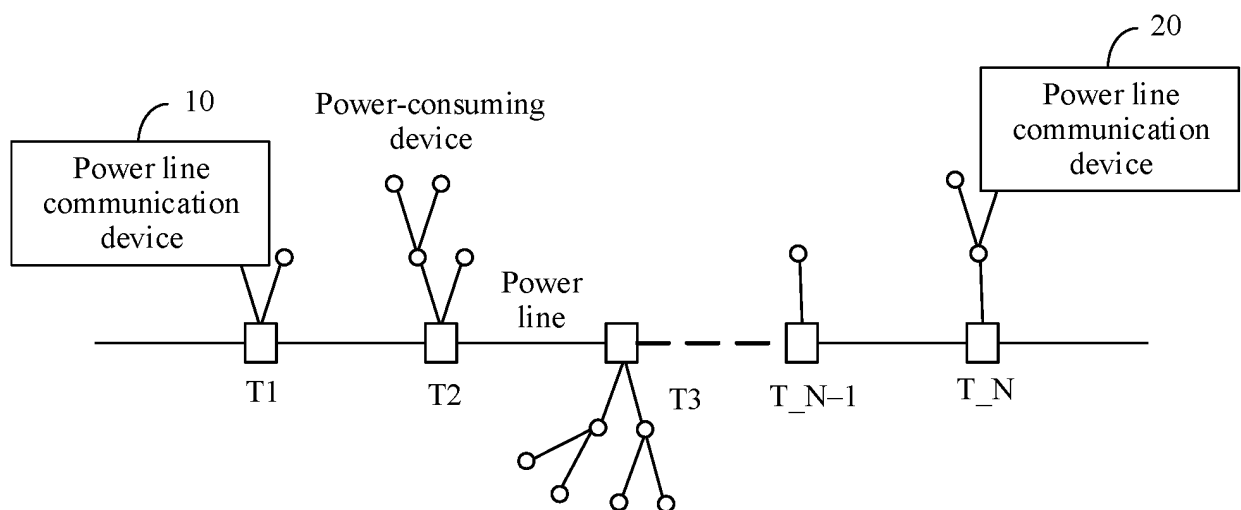 20
Power line
communication
device
10
Power-consuming
device
Power line
communication
device
Power
line
T1
T2
T3
T_N–1
T_N